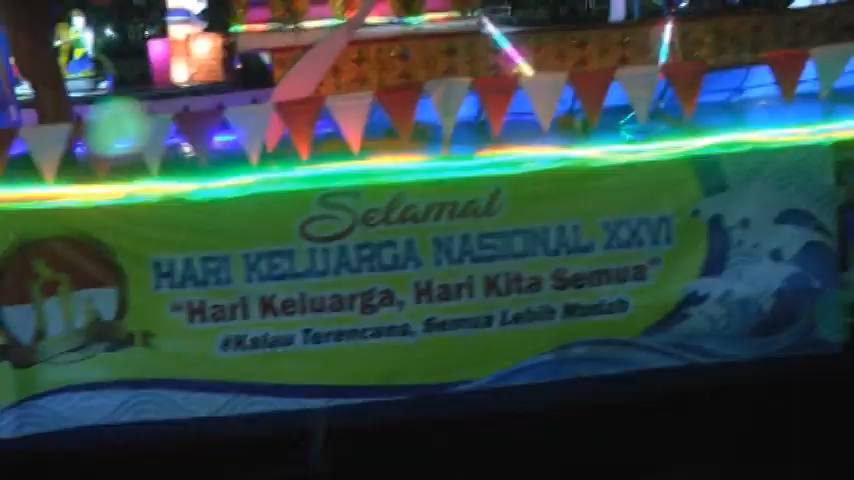 Selamat
HARI KELUARGA NASIONAL XXVI
"Hari Keluarga, Hari Kita Semua"
#Kalau Terencana, Semua Lebih Mudah